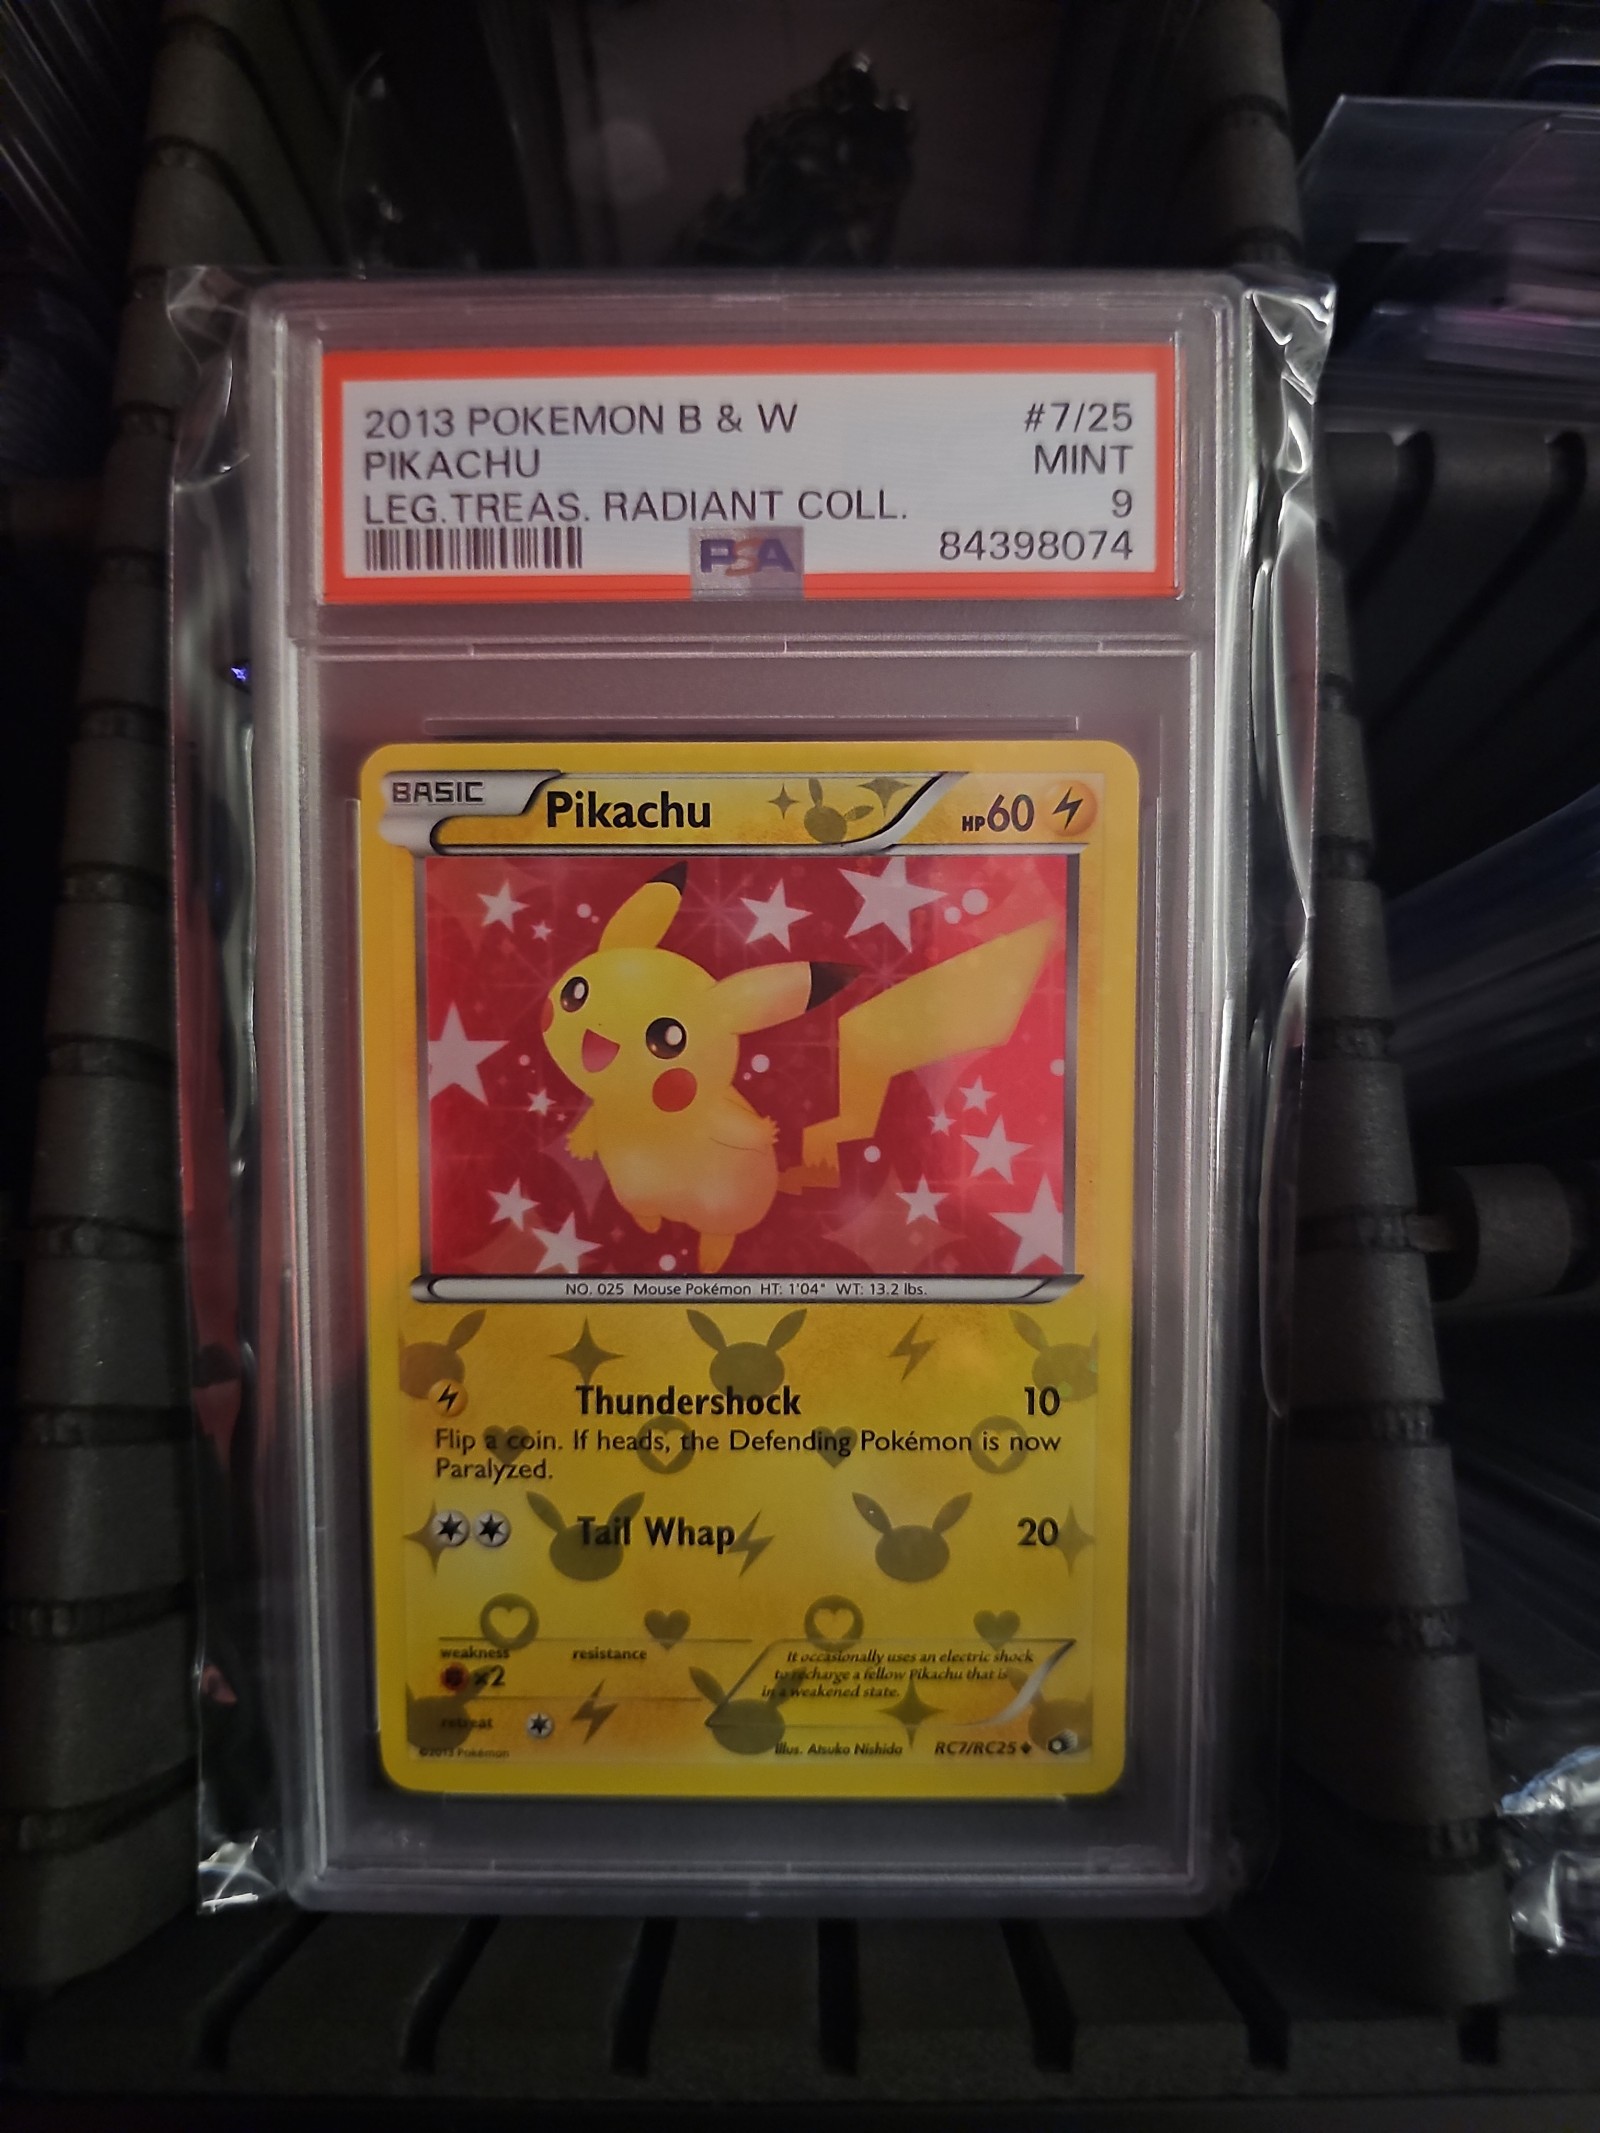 2013 POKEMON B & W #7/25
PIKACHU MINT
LEG.TREAS. RADIANT COLL. 9
PSA 84398074
BASIC Pikachu HP60
NO. 025 Mouse Pokémon HT: 1'04" WT: 13.2 lbs.
Thundershock 10
Flip a coin. If heads, the Defending Pokémon is now
Paralyzed.
Tail Whap 20
weakness resistance
×2
It occasionally uses an electric shock
to recharge a fellow Pikachu that is
in a weakened state.
retreat
©2013 Pokémon Illus. Atsuko Nishida RC7/RC25